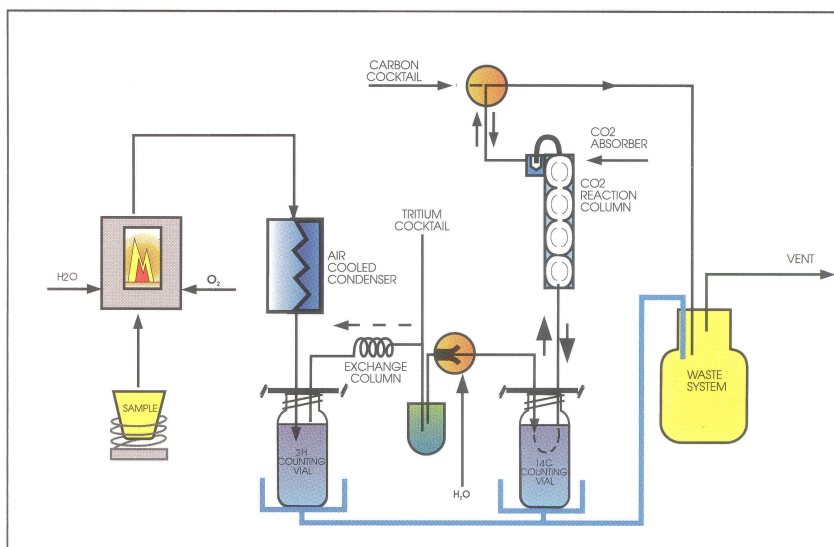 CARBON
COCKTAIL
CO2
ABSORBER
CO2
REACTION
COLUMN
TRITIUM
COCKTAIL
AIR
COOLED
CONDENSER
VENT
H2O
O₂
EXCHANGE
COLUMN
WASTE
SYSTEM
SAMPLE
3H
COUNTING
VIAL
14C
COUNTING
VIAL
H₂O